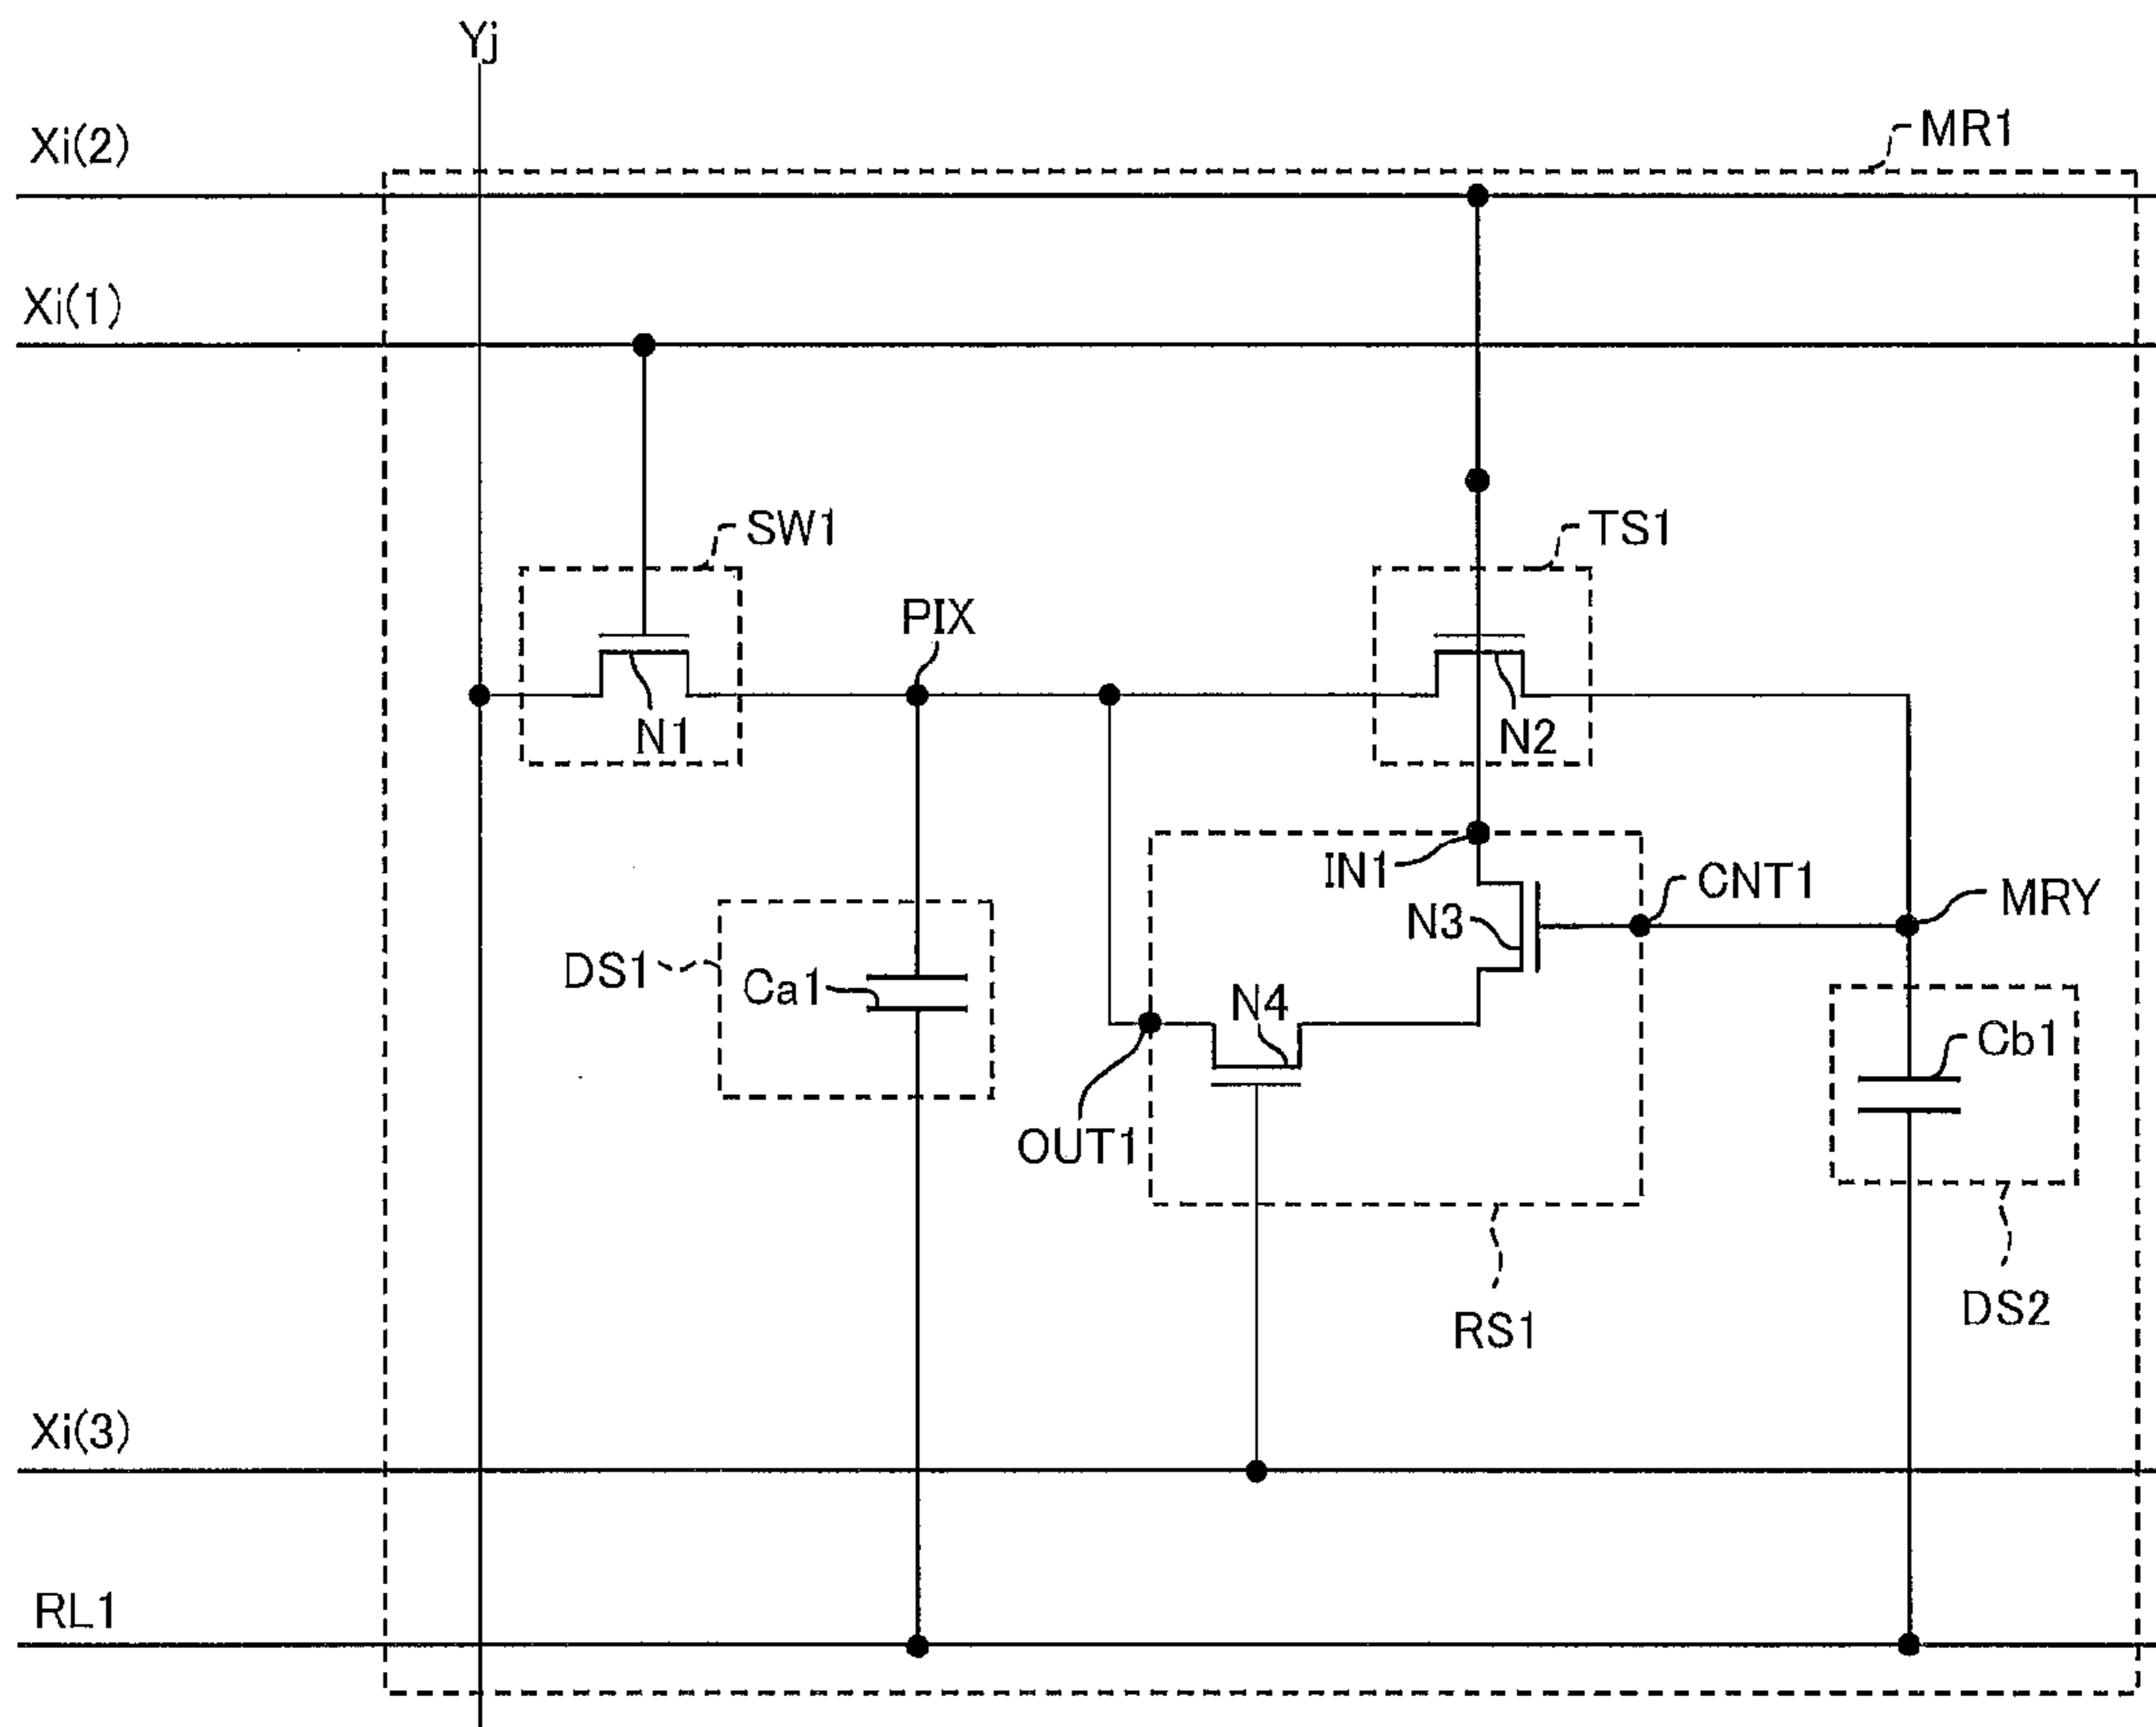 Yj
Xi(2)
MR1
Xi(1)
SW1
TS1
PIX
N1
N2
IN1
CNT1
MRY
N3
DS1
Ca1
N4
Cb1
OUT1
RS1
DS2
Xi(3)
RL1